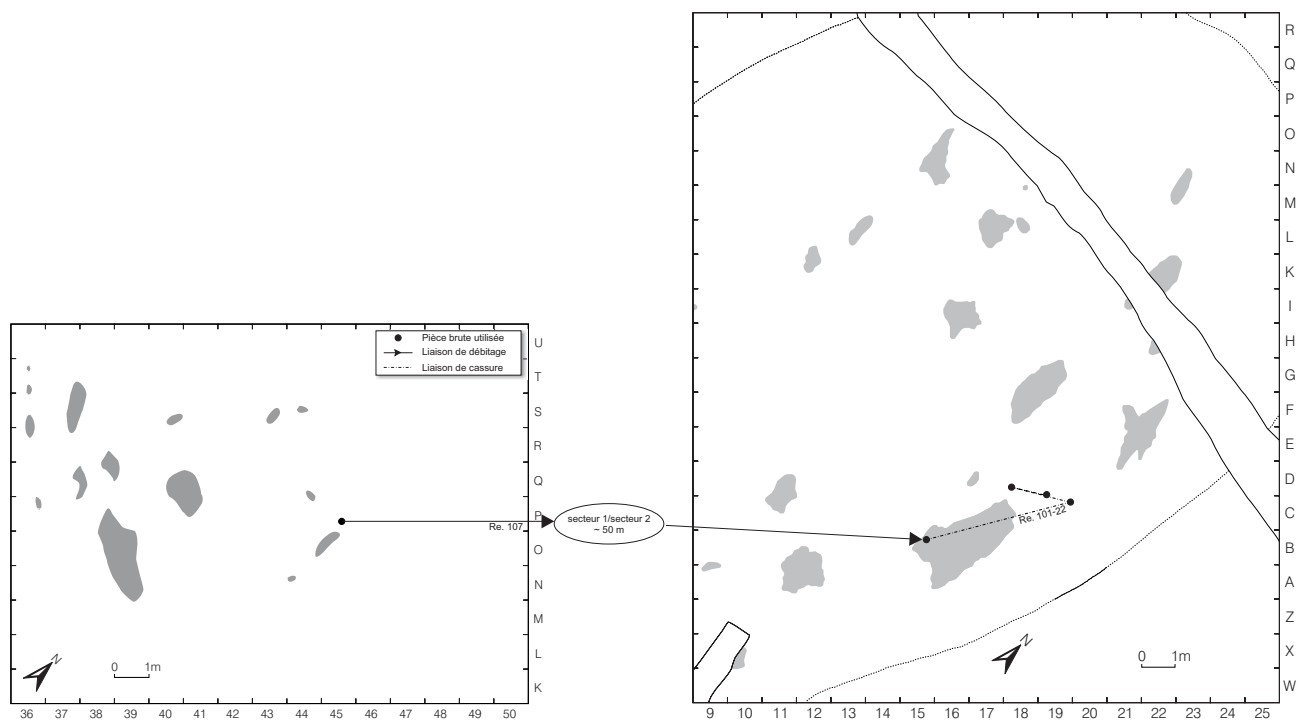 Pièce brute utilisée
Liaison de débitage
Liaison de cassure
U
T
S
R
Q
P
O
N
M
L
K
Re. 107
N
0 1m
36 37 38 39 40 41 42 43 44 45 46 47 48 49 50
secteur 1/secteur 2
~ 50 m
R
Q
P
O
N
M
L
K
I
H
G
F
E
D
C
B
A
Z
X
W
Re. 101-22
N
0 1m
9 10 11 12 13 14 15 16 17 18 19 20 21 22 23 24 25